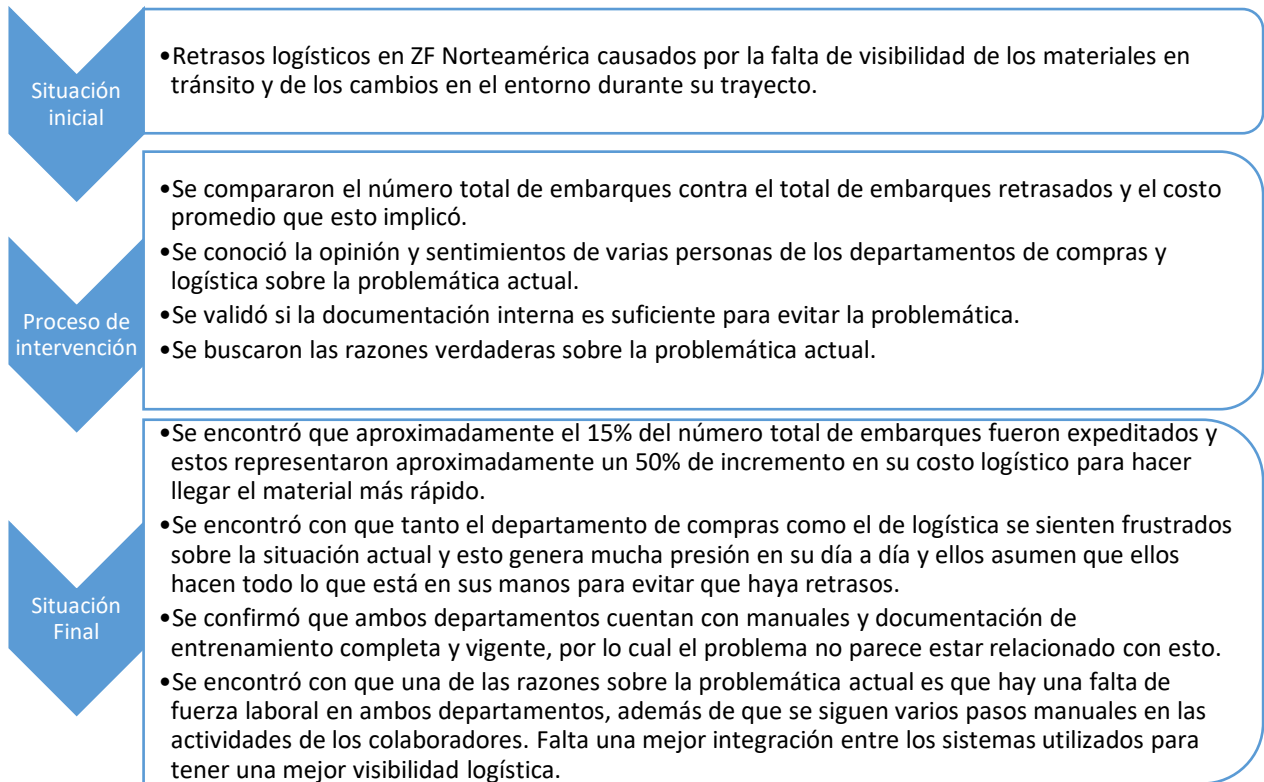 Situación
inicial
•Retrasos logísticos en ZF Norteamérica causados por la falta de visibilidad de los materiales en
tránsito y de los cambios en el entorno durante su trayecto.
Proceso de
intervención
•Se compararon el número total de embarques contra el total de embarques retrasados y el costo
promedio que esto implicó.
•Se conoció la opinión y sentimientos de varias personas de los departamentos de compras y
logística sobre la problemática actual.
•Se validó si la documentación interna es suficiente para evitar la problemática.
•Se buscaron las razones verdaderas sobre la problemática actual.
Situación
Final
•Se encontró que aproximadamente el 15% del número total de embarques fueron expeditados y
estos representaron aproximadamente un 50% de incremento en su costo logístico para hacer
llegar el material más rápido.
•Se encontró con que tanto el departamento de compras como el de logística se sienten frustrados
sobre la situación actual y esto genera mucha presión en su día a día y ellos asumen que ellos
hacen todo lo que está en sus manos para evitar que haya retrasos.
•Se confirmó que ambos departamentos cuentan con manuales y documentación de
entrenamiento completa y vigente, por lo cual el problema no parece estar relacionado con esto.
•Se encontró con que una de las razones sobre la problemática actual es que hay una falta de
fuerza laboral en ambos departamentos, además de que se siguen varios pasos manuales en las
actividades de los colaboradores. Falta una mejor integración entre los sistemas utilizados para
tener una mejor visibilidad logística.